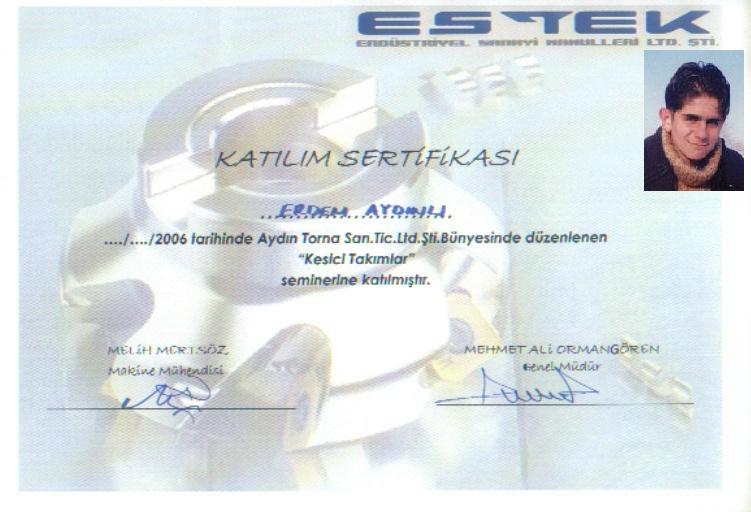 ESTEK
ENDÜSTRİYEL SANAYİ MAMULLERİ LTD. ŞTİ.
KATILIM SERTİFİKASI
..ERDEM AYDINLI.
..../..../2006 tarihinde Aydın Torna San.Tic.Ltd.Şti.Bünyesinde düzenlenen
"Kesici Takımlar"
seminerine katılmıştır.
MELİH MERTSÖZ
Makine Mühendisi
MEHMET ALİ ORMANGÖREN
Genel Müdür